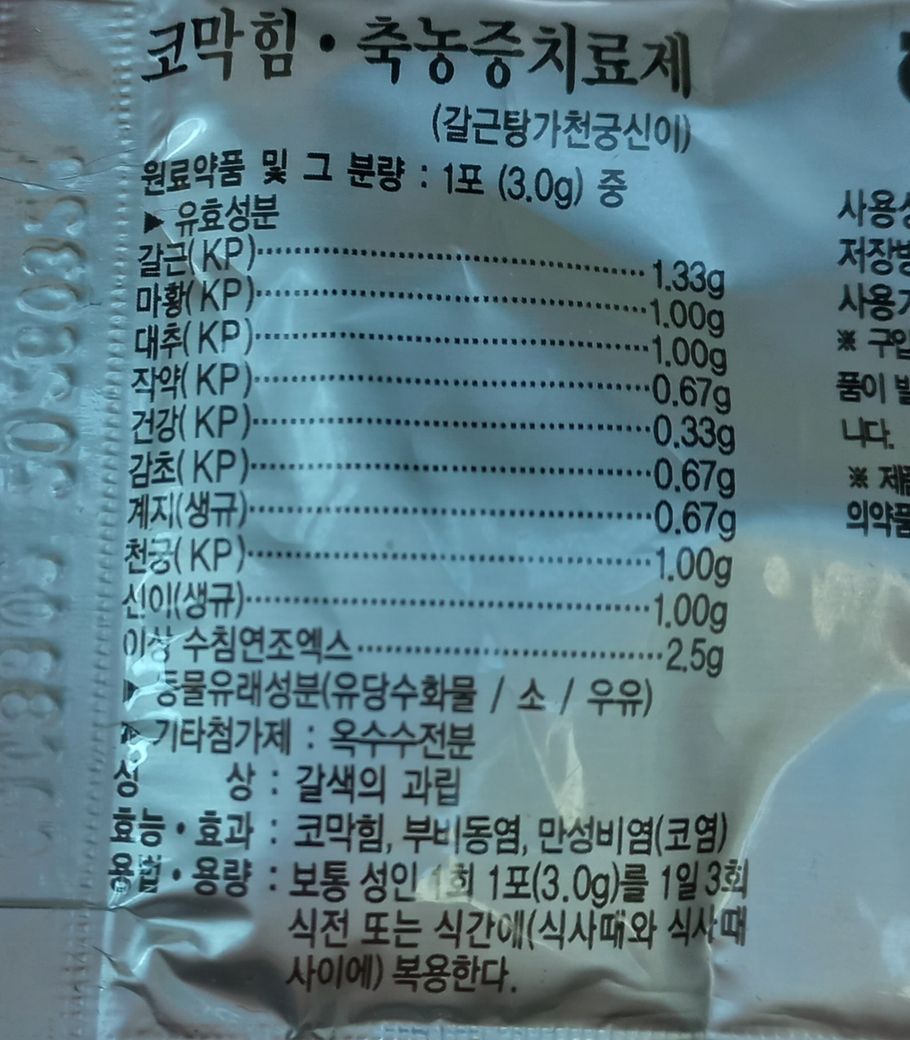 코막힘·축농증치료제
(갈근탕가천궁신이)
원료약품 및 그 분량 : 1포 (3.0g) 중
▶ 유효성분
갈근(KP)·····1.33g
마황(KP)·····1.00g
대추(KP)·····1.00g
작약(KP)·····0.67g
건강(KP)·····0.33g
감초(KP)·····0.67g
계지(생규)·····0.67g
천궁(KP)·····1.00g
신이(생규)·····1.00g
이상 수침연조엑스·····2.5g
▶ 동물유래성분(유당수화물 / 소 / 우유)
▶ 기타첨가제 : 옥수수전분
성 상 : 갈색의 과립
효능·효과 : 코막힘, 부비동염, 만성비염(코염)
용법·용량 : 보통 성인 1회 1포(3.0g)를 1일 3회
식전 또는 식간에(식사때와 식사때
사이에) 복용한다.
사용
저장
사용
※ 구입
품이
니다.
※